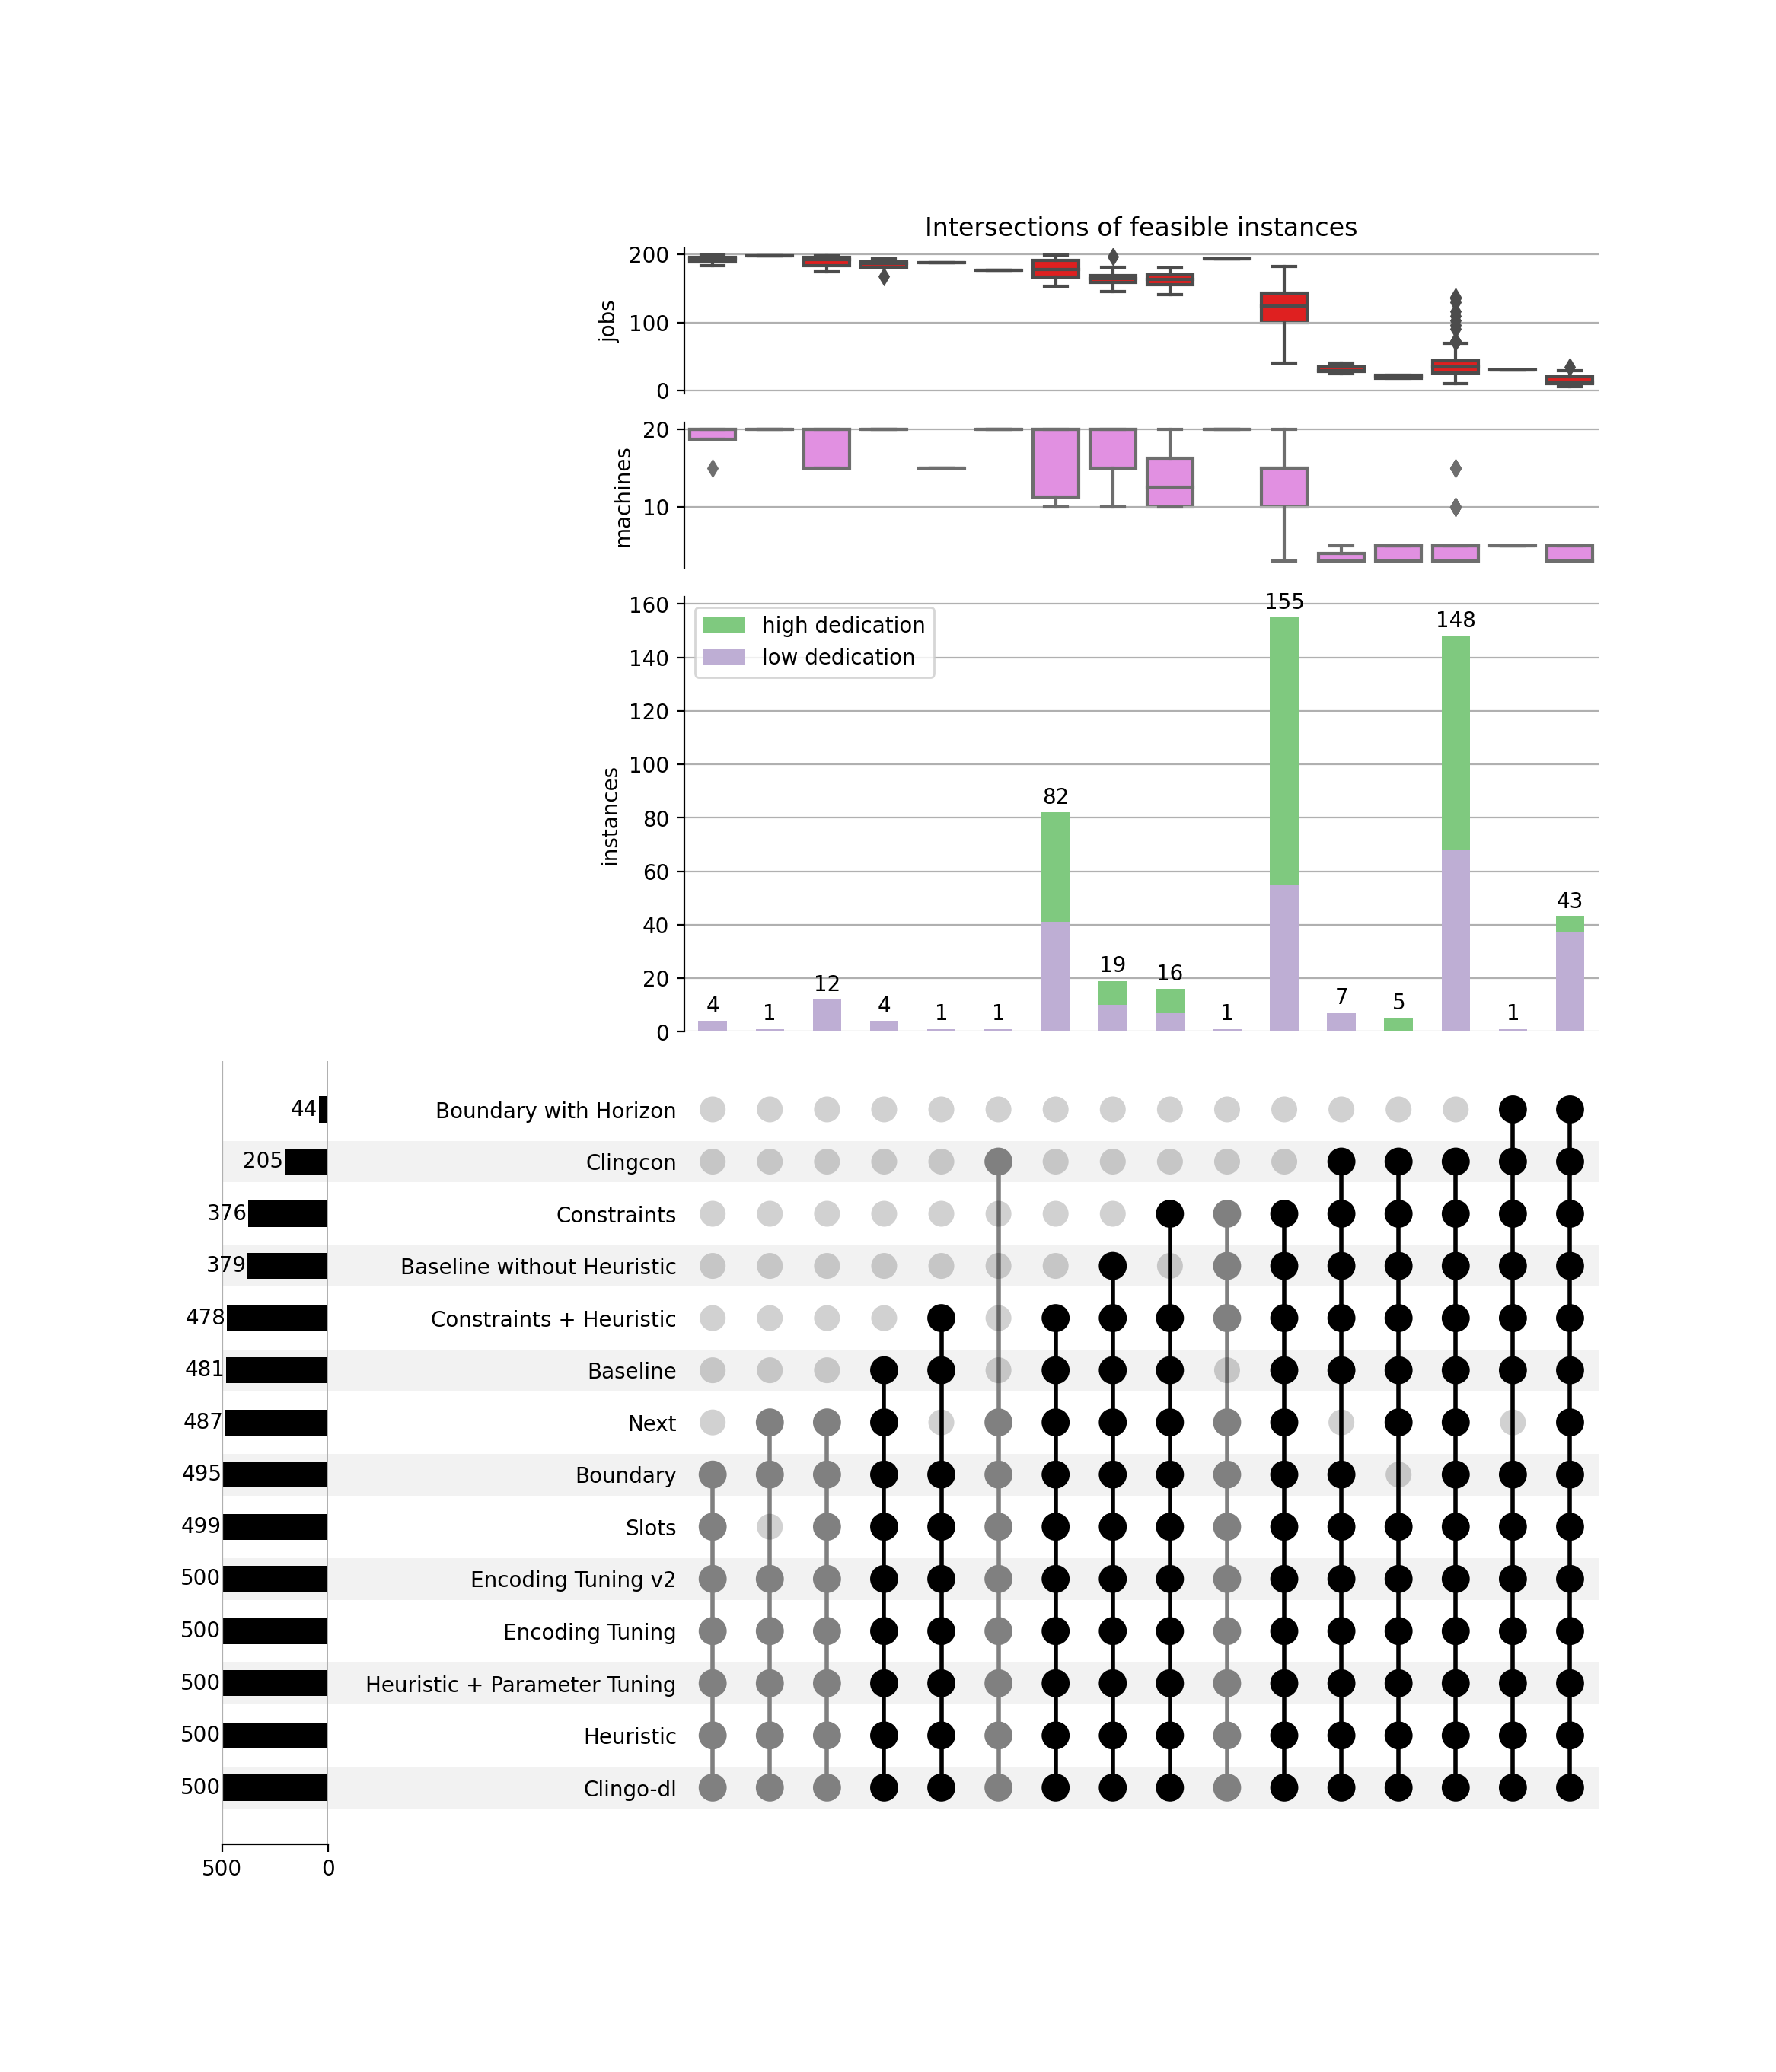 Intersections of feasible instances
200
100
0
jobs
20
10
machines
160
140
120
100
80
60
40
20
0
instances
high dedication
low dedication
4
1
12
4
1
1
82
19
16
1
155
7
5
148
1
43
44
Boundary with Horizon
205
Clingcon
376
Constraints
379
Baseline without Heuristic
478
Constraints + Heuristic
481
Baseline
487
Next
495
Boundary
499
Slots
500
Encoding Tuning v2
500
Encoding Tuning
500
Heuristic + Parameter Tuning
500
Heuristic
500
Clingo-dl
500
0